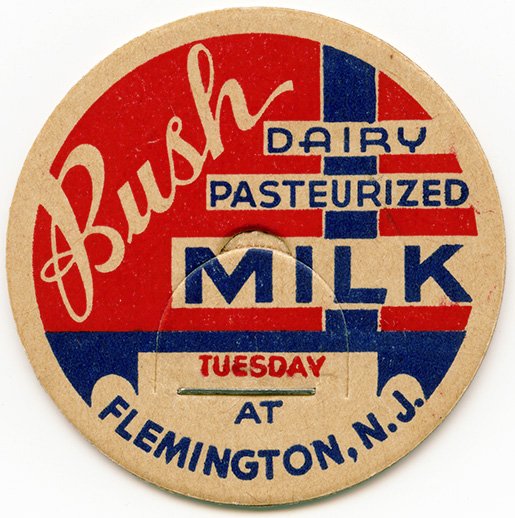 Bush
DAIRY
PASTEURIZED
MILK
TUESDAY
AT
FLEMINGTON, N.J.